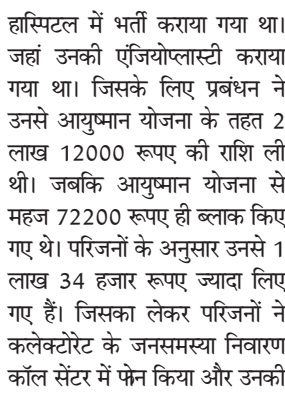 हास्पिटल में भर्ती कराया गया था।
जहां उनकी एंजियोप्लास्टी कराया
गया था। जिसके लिए प्रबंधन ने
उनसे आयुष्मान योजना के तहत 2
लाख 12000 रूपए की राशि ली
थी। जबकि आयुष्मान योजना से
महज 72200 रूपए ही ब्लाक किए
गए थे। परिजनों के अनुसार उनसे 1
लाख 34 हजार रूपए ज्यादा लिए
गए हैं। जिसका लेकर परिजनों ने
कलेक्टोरेट के जनसमस्या निवारण
कॉल सेंटर में फोन किया और उनकी